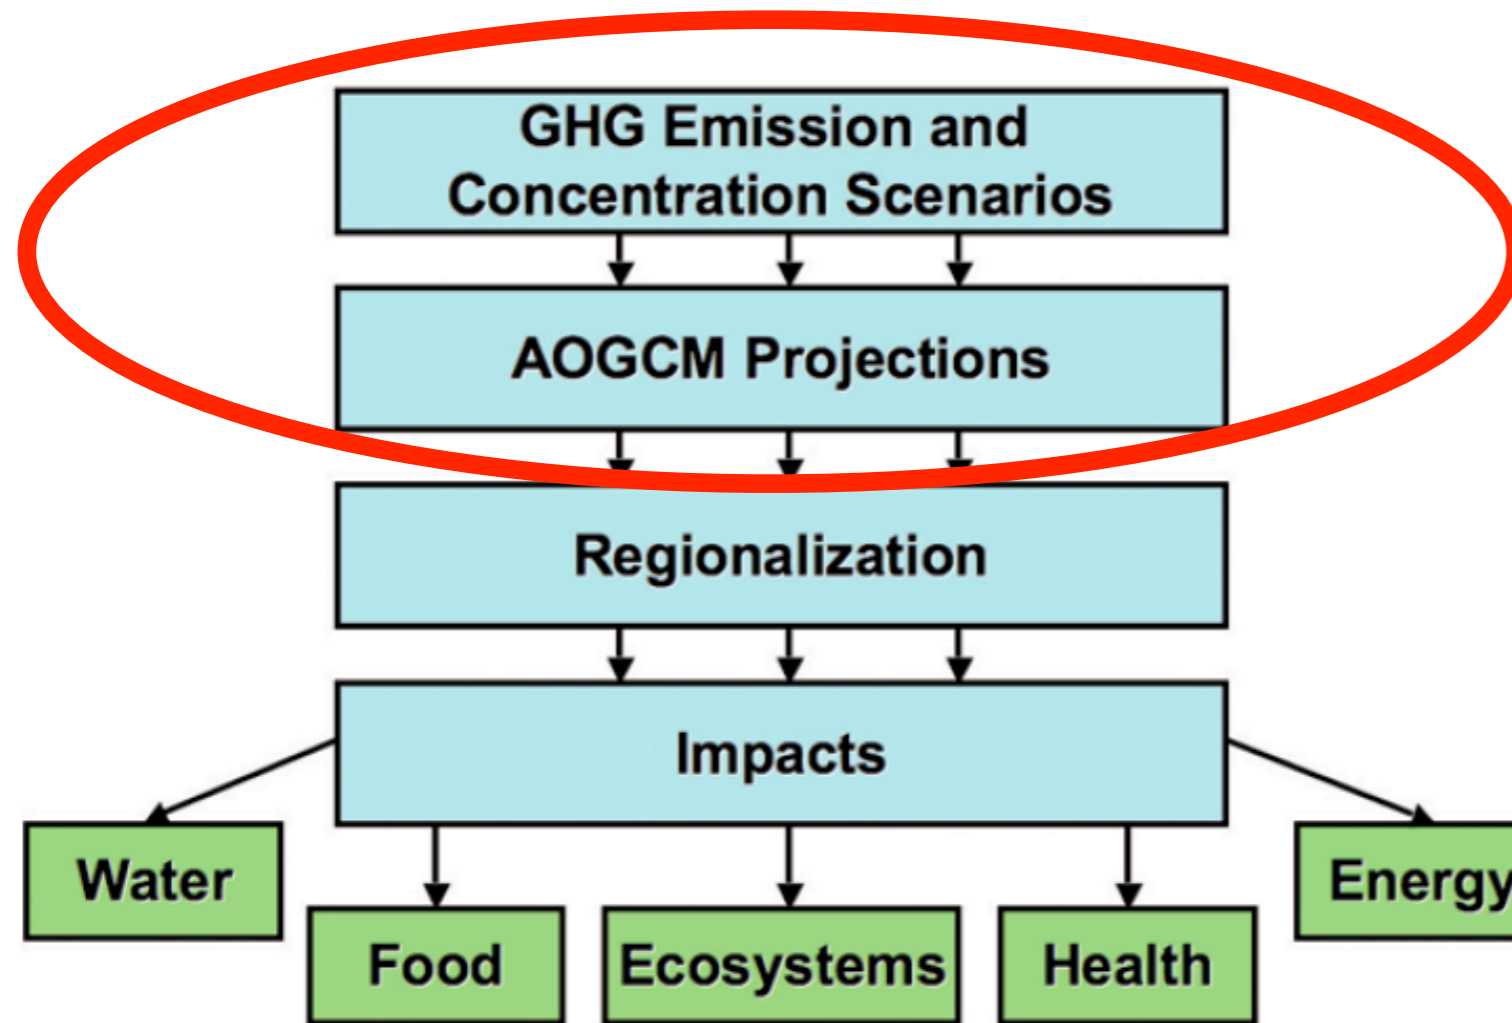 GHG Emission and
Concentration Scenarios
AOGCM Projections
Regionalization
Impacts
Water
Energy
Food
Ecosystems
Health